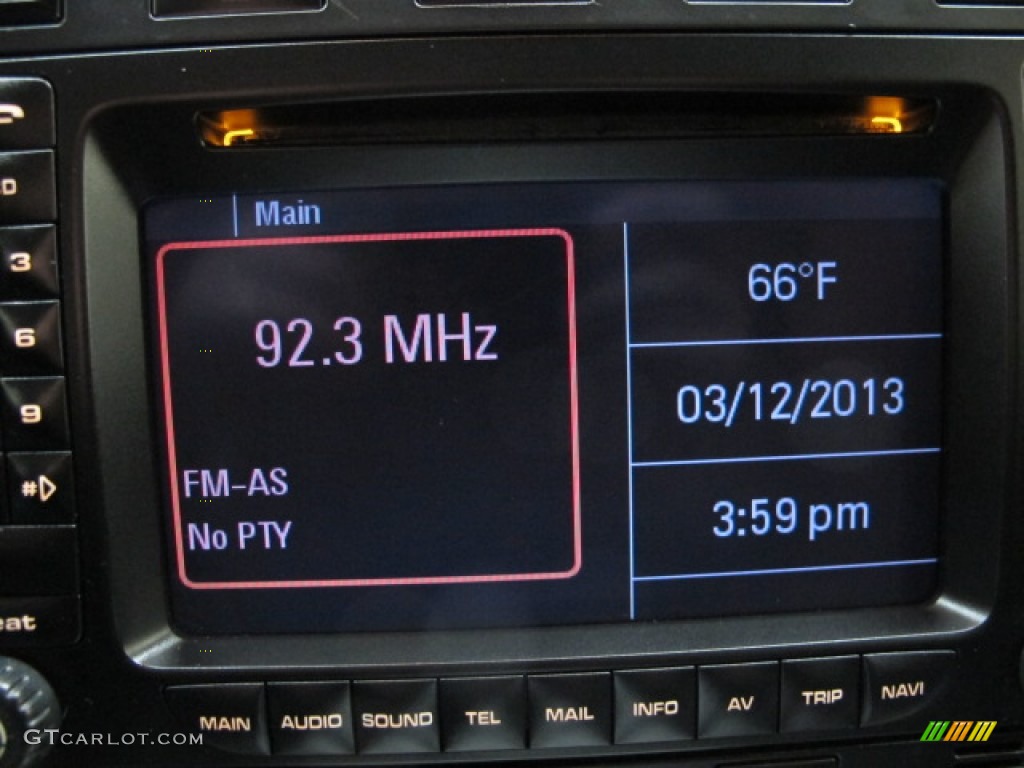 Main
92.3 MHz
FM-AS
No PTY
66°F
03/12/2013
3:59 pm
3
6
9
#
MAIN AUDIO SOUND TEL MAIL INFO AV TRIP NAVI
GTCARLOT.COM